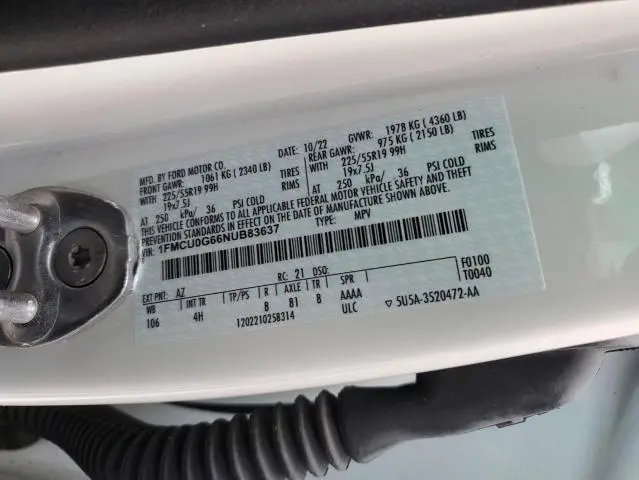 MFD. BY FORD MOTOR CO.
DATE: 10/22 GVWR: 1978 KG ( 4360 LB)
FRONT GAWR: 1061 KG ( 2340 LB) REAR GAWR: 975 KG ( 2150 LB)
WITH 225/55R19 99H TIRES 225/55R19 99H TIRES
19x7.5J RIMS 19x7.5J RIMS
AT 250 kPa/ 36 PSI COLD AT 250 kPa/ 36 PSI COLD
THIS VEHICLE CONFORMS TO ALL APPLICABLE FEDERAL MOTOR VEHICLE SAFETY AND THEFT
PREVENTION STANDARDS IN EFFECT ON THE DATE OF MANUFACTURE SHOWN ABOVE.
VIN: 1FMCU0G66NUB83637 TYPE: MPV
F0100
EXT PNT: AZ RC: 21 DSO: T0040
WB INT TR TP/PS R AXLE TR SPR
106 4H 8 81 8 AAAA
1202210258314 ULC ▽ 5U5A-3520472-AA